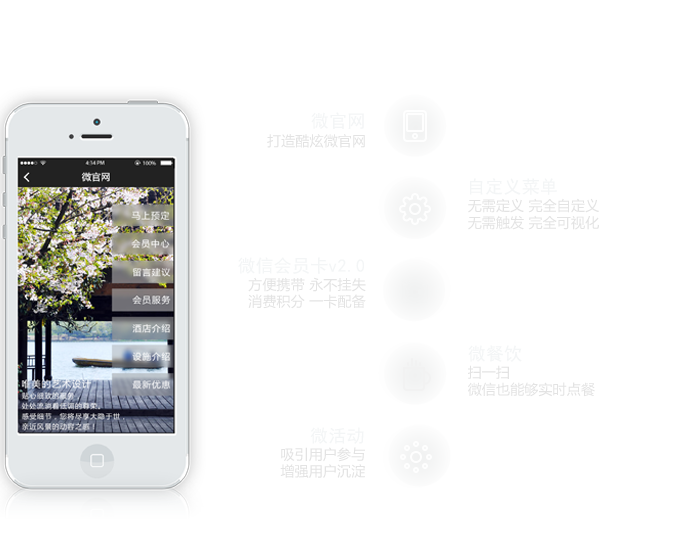 4:14 PM
100%
微官网
马上预定
会员中心
留言建议
会员服务
酒店介绍
设施介绍
最新优惠
唯美的艺术设计
贴心细致的服务
处处流淌着低调的尊荣。
感受细节，您将尽享大隐于世
亲近风景的动容之旅！
微官网
打造酷炫微官网
自定义菜单
无需定义 完全自定义
无需触发 完全可视化
微信会员卡v2.0
方便携带 永不挂失
消费积分 一卡配备
微餐饮
扫一扫
微信也能够实时点餐
微活动
吸引用户参与
增强用户沉淀